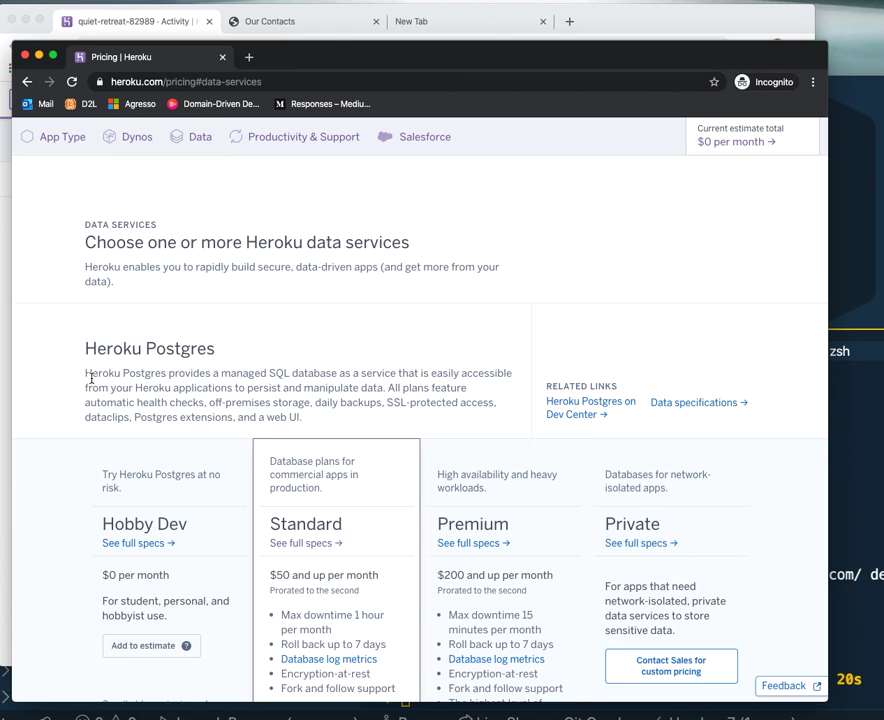 quiet-retreat-82989 · Activity |
Our Contacts
New Tab
Pricing | Heroku
heroku.com/pricing#data-services
Incognito
Mail
D2L
Agresso
Domain-Driven De...
Responses – Mediu...
App Type
Dynos
Data
Productivity & Support
Salesforce
Current estimate total
$0 per month →
DATA SERVICES
Choose one or more Heroku data services
Heroku enables you to rapidly build secure, data-driven apps (and get more from your
data).
Heroku Postgres
Heroku Postgres provides a managed SQL database as a service that is easily accessible
from your Heroku applications to persist and manipulate data. All plans feature
automatic health checks, off-premises storage, daily backups, SSL-protected access,
dataclips, Postgres extensions, and a web UI.
RELATED LINKS
Heroku Postgres on
Dev Center →
Data specifications →
Try Heroku Postgres at no
risk.
Hobby Dev
See full specs →
$0 per month
For student, personal, and
hobbyist use.
Add to estimate ?
Database plans for
commercial apps in
production.
Standard
See full specs →
$50 and up per month
Prorated to the second
• Max downtime 1 hour
per month
• Roll back up to 7 days
• Database log metrics
• Encryption-at-rest
• Fork and follow support
High availability and heavy
workloads.
Premium
See full specs →
$200 and up per month
Prorated to the second
• Max downtime 15
minutes per month
• Roll back up to 7 days
• Database log metrics
• Encryption-at-rest
• Fork and follow support
Databases for network-
isolated apps.
Private
See full specs →
For apps that need
network-isolated, private
data services to store
sensitive data.
Contact Sales for
custom pricing
Feedback
zsh
com/ de
20s